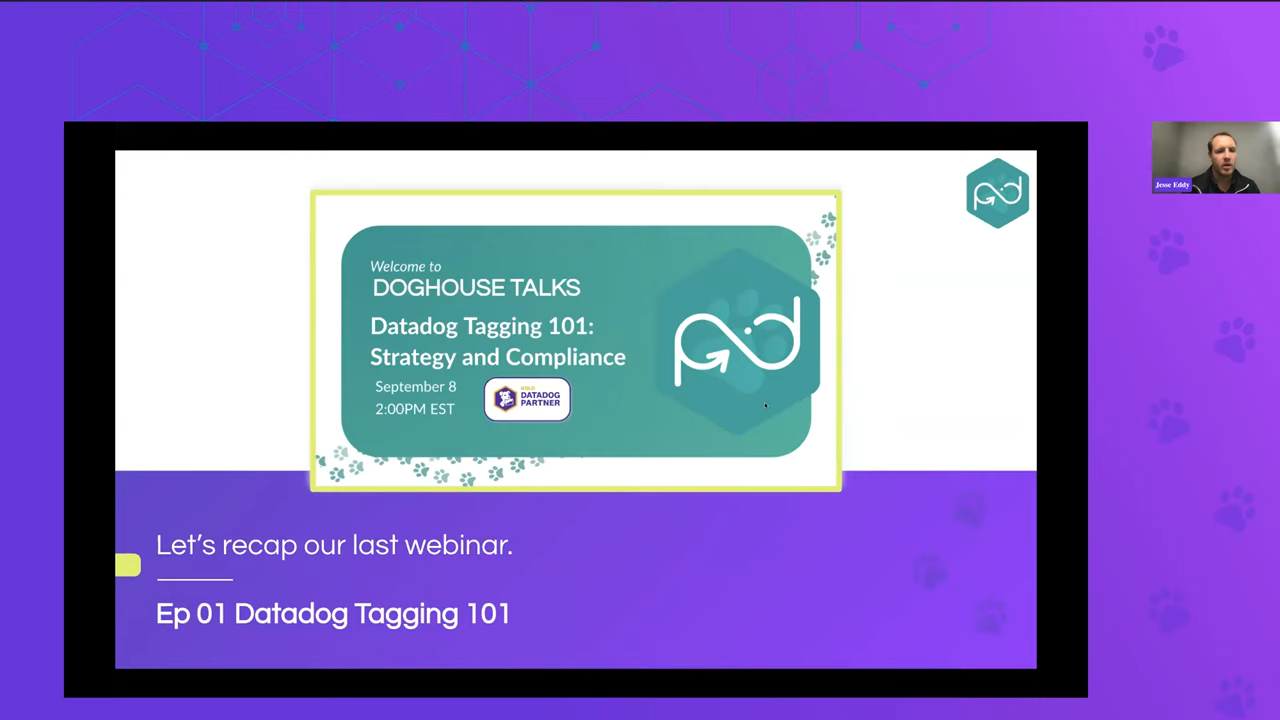 Welcome to
DOGHOUSE TALKS
Datadog Tagging 101:
Strategy and Compliance
September 8
2:00PM EST
GOLD
DATADOG
PARTNER
Jesse Eddy
Let's recap our last webinar.
Ep 01 Datadog Tagging 101